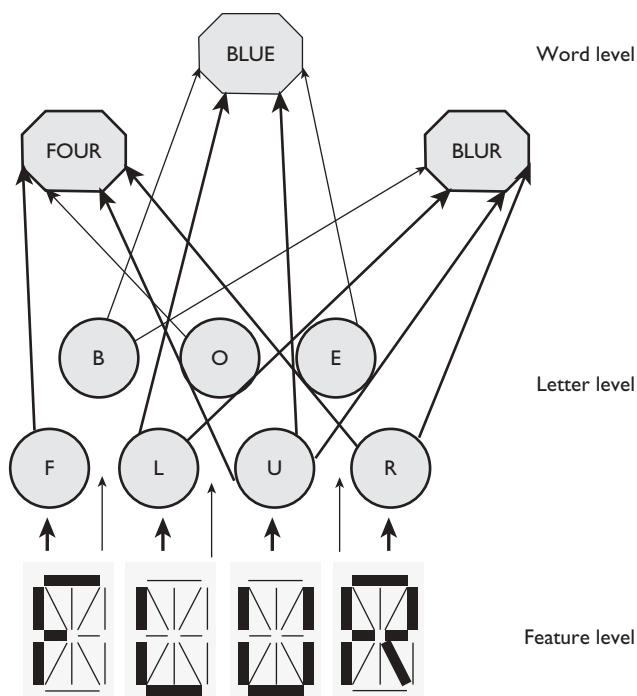 BLUE
Word level
FOUR
BLUR
B
O
E
Letter level
F
L
U
R
Feature level
F L U R